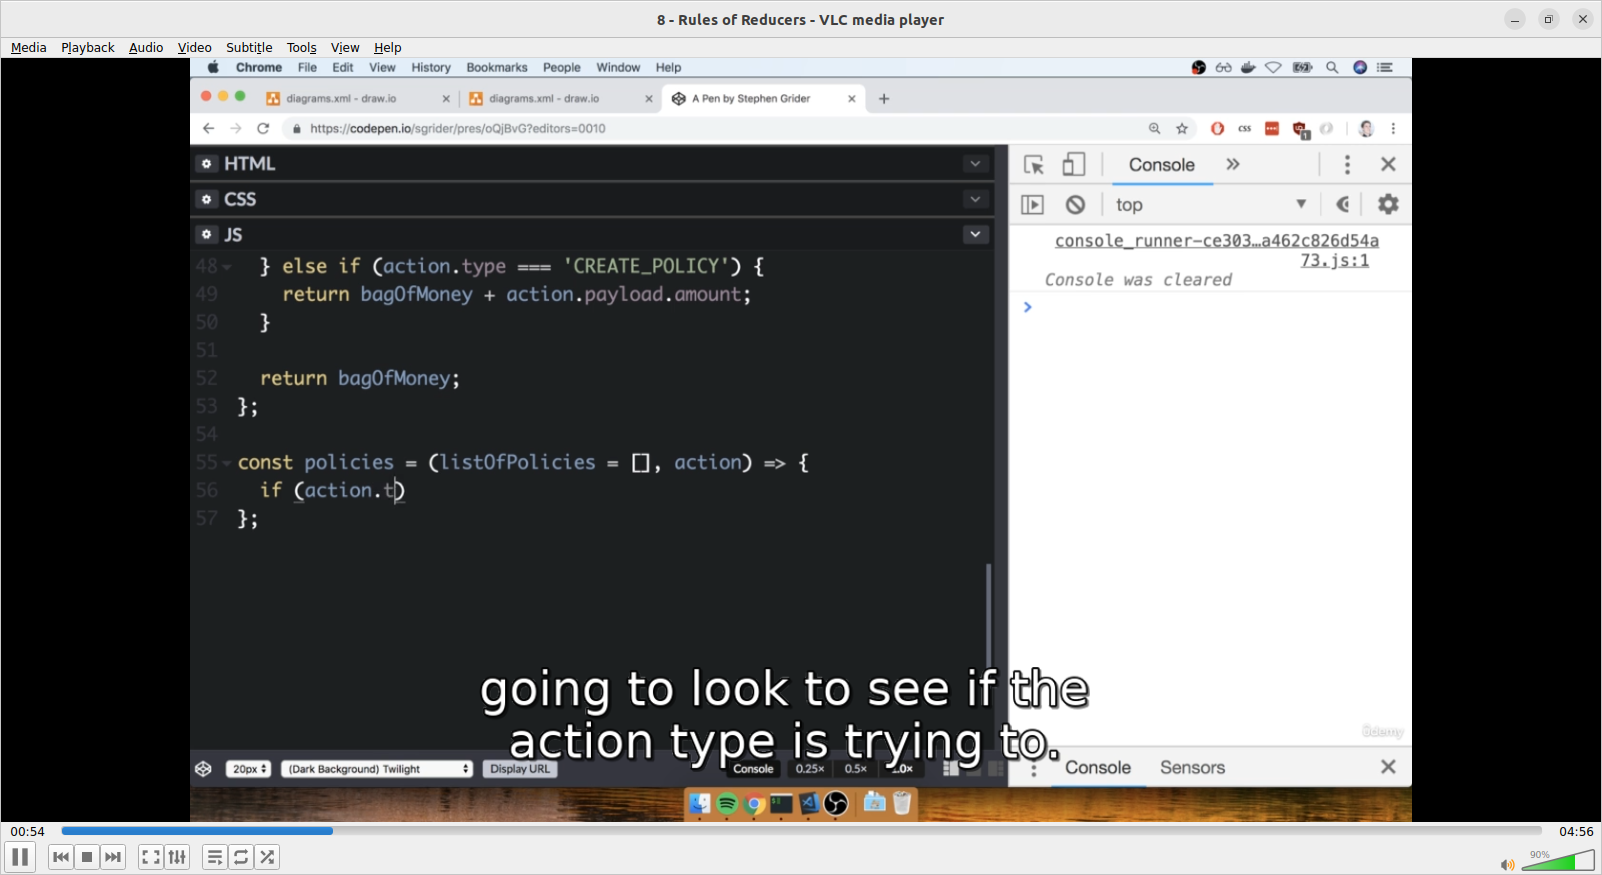 8 - Rules of Reducers - VLC media player
Media Playback Audio Video Subtitle Tools View Help
Chrome File Edit View History Bookmarks People Window Help
diagrams.xml - draw.io diagrams.xml - draw.io A Pen by Stephen Grider
https://codepen.io/sgrider/pres/oQjBvG?editors=0010 css 1
HTML
CSS
JS
48 } else if (action.type === 'CREATE_POLICY') {
49 return bagOfMoney + action.payload.amount;
50 }
51
52 return bagOfMoney;
53 };
54
55 const policies = (listOfPolicies = [], action) => {
56 if (action.t)
57 };
Console
top
console_runner-ce303…a462c826d54a
73.js:1
Console was cleared
going to look to see if the
action type is trying to.
ûdemy
20px (Dark Background) Twilight Display URL Console 0.25× 0.5× 1.0×
Console Sensors
00:54 04:56
90%